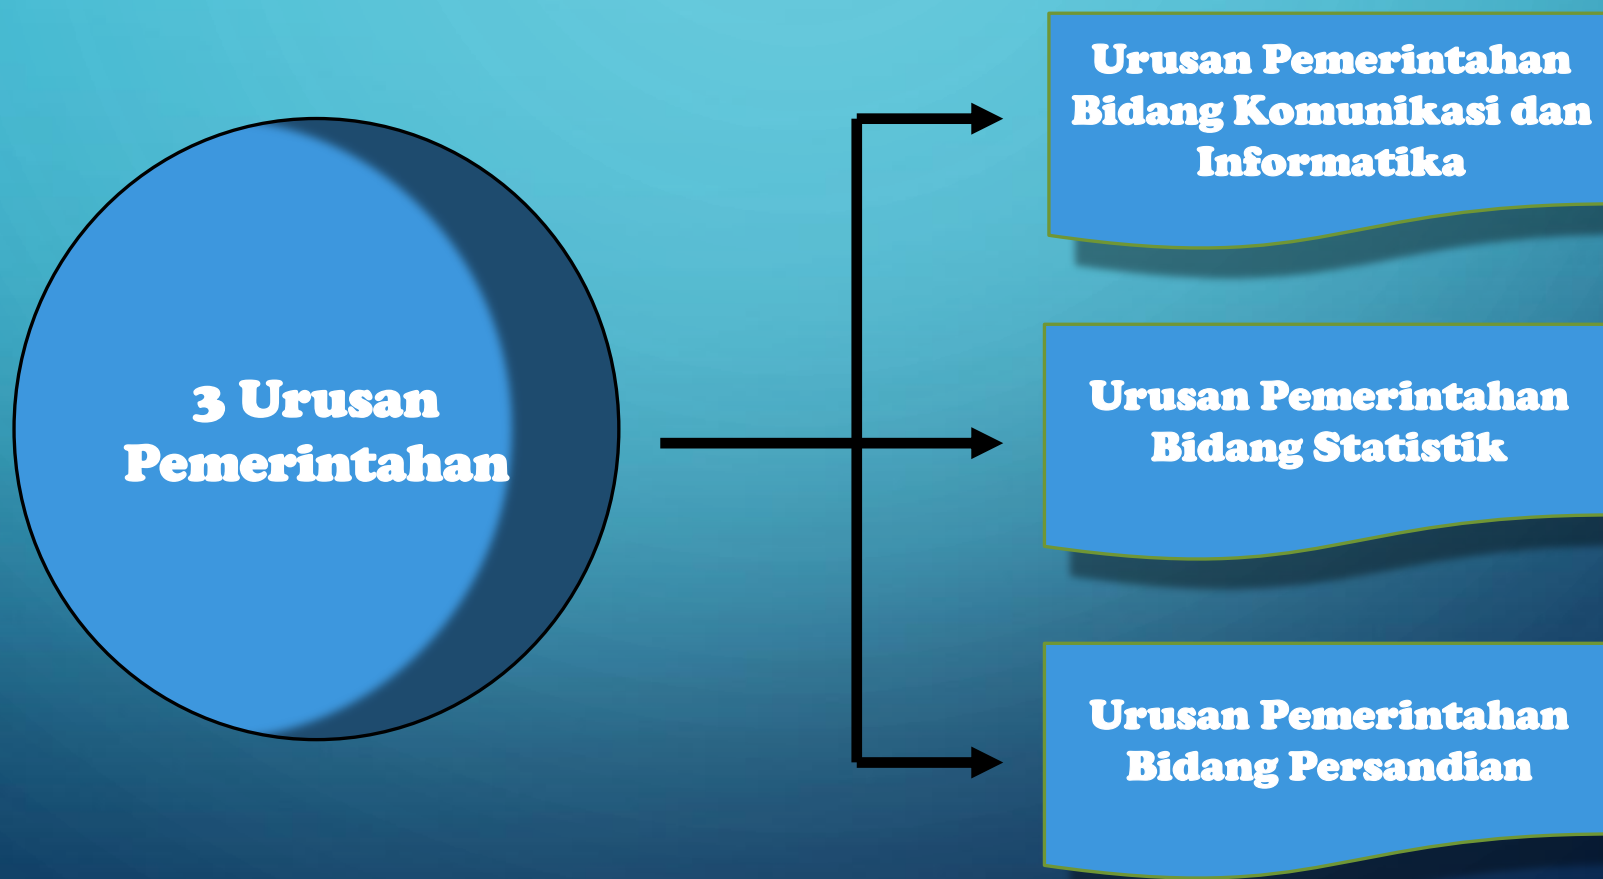 3 Urusan
Pemerintahan
Urusan Pemerintahan
Bidang Komunikasi dan
Informatika
Urusan Pemerintahan
Bidang Statistik
Urusan Pemerintahan
Bidang Persandian